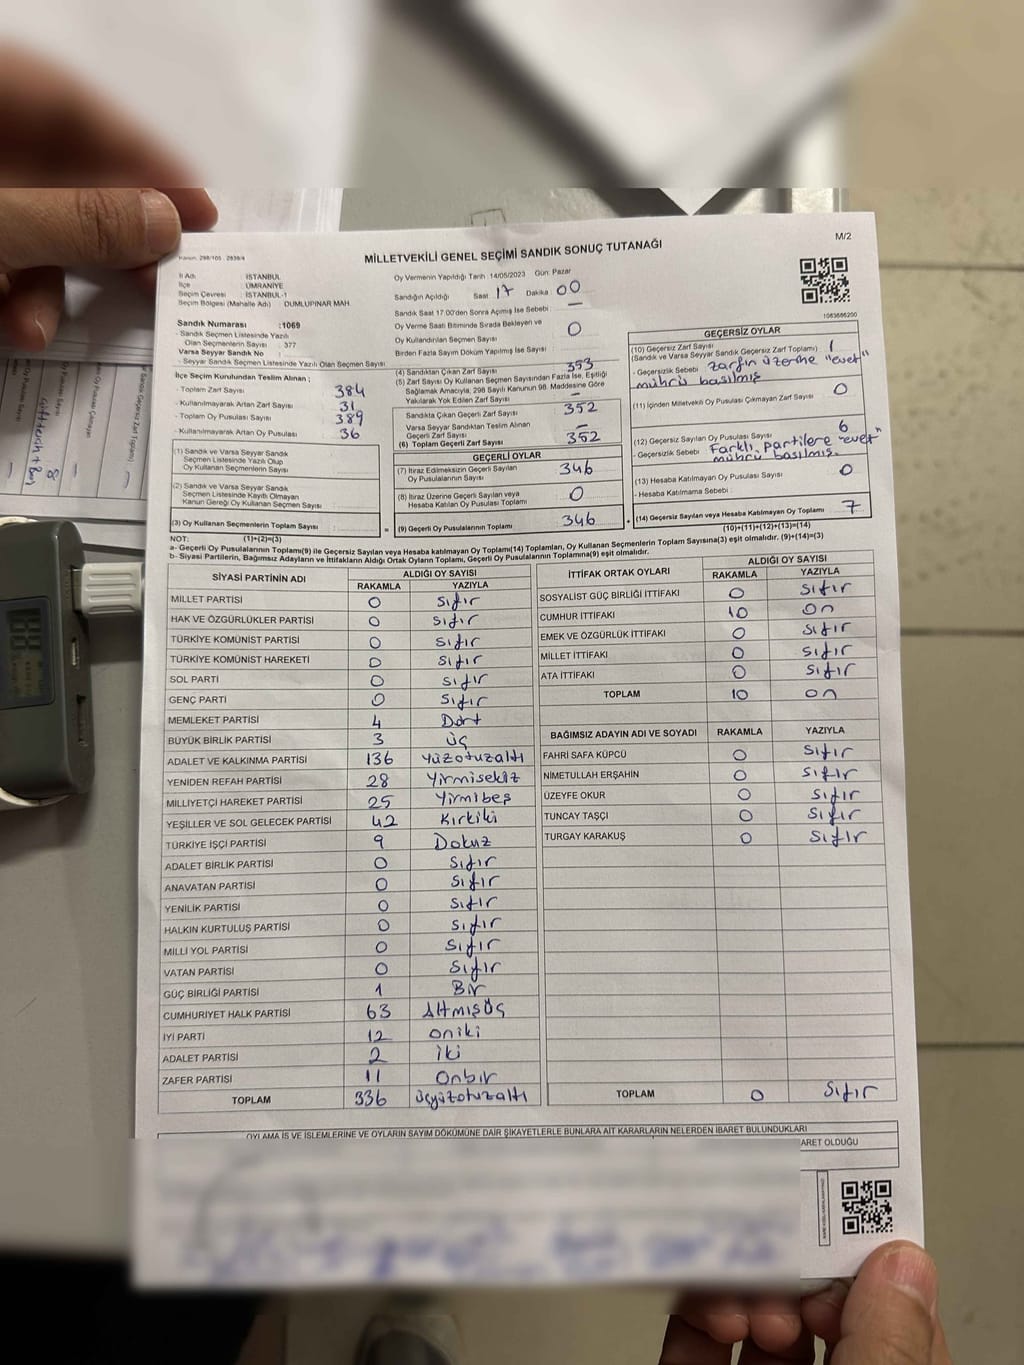 M/2
Kanun: 298/105 , 2839/4
MİLLETVEKİLİ GENEL SEÇİMİ SANDIK SONUÇ TUTANAĞI
İl Adı : İSTANBUL
İlçe : ÜMRANİYE
Seçim Çevresi : İSTANBUL-1
Seçim Bölgesi (Mahalle Adı) : DUMLUPINAR MAH.
Oy Vermenin Yapıldığı Tarih :14/05/2023 Gün: Pazar
Sandığın Açıldığı Saat : 17 Dakika : 00
Sandık Saat 17.00'den Sonra Açılmış İse Sebebi : —
Oy Verme Saati Bitiminde Sırada Bekleyen ve
Oy Kullandırılan Seçmen Sayısı : 0
Birden Fazla Sayım Döküm Yapılmış İse Sayısı :
1083686200
Sandık Numarası :1069
- Sandık Seçmen Listesinde Yazılı
Olan Seçmenlerin Sayısı : 377
Varsa Seyyar Sandık No :
- Seyyar Sandık Seçmen Listesinde Yazılı Olan Seçmen Sayısı :
İlçe Seçim Kurulundan Teslim Alınan ;
- Toplam Zarf Sayısı : 384
- Kullanılmayarak Artan Zarf Sayısı : 31
- Toplam Oy Pusulası Sayısı : 389
- Kullanılmayarak Artan Oy Pusulası : 36
(1) Sandık ve Varsa Seyyar Sandık
Seçmen Listesinde Yazılı Olup
Oy Kullanan Seçmenlerin Sayısı :
(2) Sandık ve Varsa Seyyar Sandık
Seçmen Listesinde Kayıtlı Olmayan
Kanun Gereği Oy Kullanan Seçmen Sayısı :
(3) Oy Kullanan Seçmenlerin Toplam Sayısı :
(4) Sandıktan Çıkan Zarf Sayısı : 353
(5) Zarf Sayısı Oy Kullanan Seçmen Sayısından Fazla İse, Eşitliği
Sağlamak Amacıyla, 298 Sayılı Kanunun 98. Maddesine Göre
Yakılarak Yok Edilen Zarf Sayısı : —
Sandıkta Çıkan Geçerli Zarf Sayısı : 352
Varsa Seyyar Sandıktan Teslim Alınan
Geçerli Zarf Sayısı : —
(6) Toplam Geçerli Zarf Sayısı : 352
GEÇERLİ OYLAR
(7) İtiraz Edilmeksizin Geçerli Sayılan
Oy Pusulasının Sayısı : 346
(8) İtiraz Üzerine Geçerli Sayılan veya
Hesaba Katılan Oy Pusulası Toplamı : 0
(9) Geçerli Oy Pusulalarının Toplamı : 346
GEÇERSİZ OYLAR
(10) Geçersiz Zarf Sayısı : 1
(Sandık ve Varsa Seyyar Sandık Geçersiz Zarf Toplamı)
- Geçersizlik Sebebi : Zarfın üzerine "evet"
mührü basılmış
(11) İçinden Milletvekili Oy Pusulası Çıkmayan Zarf Sayısı : 0
(12) Geçersiz Sayılan Oy Pusulası Sayısı : 6
- Geçersizlik Sebebi : Farklı partilere "evet"
mührü basılmış.
(13) Hesaba Katılmayan Oy Pusulası Sayısı : 0
- Hesaba Katılmama Sebebi :
(14) Geçersiz Sayılan veya Hesaba Katılmayan Oy Toplamı : 7
NOT: (1)+(2)=(3)
(10)+(11)+(12)+(13)=(14)
a- Geçerli Oy Pusulalarının Toplamı(9) ile Geçersiz Sayılan veya Hesaba katılmayan Oy Toplamı(14) Toplamları, Oy Kullanan Seçmenlerin Toplam Sayısına(3) eşit olmalıdır. (9)+(14)=(3)
b- Siyasi Partilerin, Bağımsız Adayların ve İttifakların Aldığı Ortak Oyların Toplamı, Geçerli Oy Pusulalarının Toplamına(9) eşit olmalıdır.
SİYASİ PARTİNİN ADI ALDIĞI OY SAYISI
RAKAMLA YAZIYLA
MİLLET PARTİSİ 0 Sıfır
HAK VE ÖZGÜRLÜKLER PARTİSİ 0 Sıfır
TÜRKİYE KOMÜNİST PARTİSİ 0 Sıfır
TÜRKİYE KOMÜNİST HAREKETİ 0 Sıfır
SOL PARTİ 0 Sıfır
GENÇ PARTİ 0 Sıfır
MEMLEKET PARTİSİ 4 Dört
BÜYÜK BİRLİK PARTİSİ 3 Üç
ADALET VE KALKINMA PARTİSİ 136 Yüzotuzaltı
YENİDEN REFAH PARTİSİ 28 Yirmisekiz
MİLLİYETÇİ HAREKET PARTİSİ 25 Yirmibeş
YEŞİLLER VE SOL GELECEK PARTİSİ 42 Kırkiki
TÜRKİYE İŞÇİ PARTİSİ 9 Dokuz
ADALET BİRLİK PARTİSİ 0 Sıfır
ANAVATAN PARTİSİ 0 Sıfır
YENİLİK PARTİSİ 0 Sıfır
HALKIN KURTULUŞ PARTİSİ 0 Sıfır
MİLLİ YOL PARTİSİ 0 Sıfır
VATAN PARTİSİ 0 Sıfır
GÜÇ BİRLİĞİ PARTİSİ 1 Bir
CUMHURİYET HALK PARTİSİ 63 AltmışÜç
İYİ PARTİ 12 oniki
ADALET PARTİSİ 2 iki
ZAFER PARTİSİ 11 Onbir
TOPLAM 336 üçyüzotuzaltı
İTTİFAK ORTAK OYLARI ALDIĞI OY SAYISI
RAKAMLA YAZIYLA
SOSYALİST GÜÇ BİRLİĞİ İTTİFAKI 0 Sıfır
CUMHUR İTTİFAKI 10 on
EMEK VE ÖZGÜRLÜK İTTİFAKI 0 Sıfır
MİLLET İTTİFAKI 0 Sıfır
ATA İTTİFAKI 0 Sıfır
TOPLAM 10 on
BAĞIMSIZ ADAYIN ADI VE SOYADI RAKAMLA YAZIYLA
FAHRİ SAFA KÜPCÜ 0 Sıfır
NİMETULLAH ERŞAHİN 0 Sıfır
ÜZEYFE OKUR 0 Sıfır
TUNCAY TAŞÇI 0 Sıfır
TURGAY KARAKUŞ 0 Sıfır
TOPLAM 0 Sıfır
OYLAMA İŞ VE İŞLEMLERİNE VE OYLARIN SAYIM DÖKÜMÜNE DAİR ŞİKAYETLERLE BUNLARA AİT KARARLARIN NELERDEN İBARET BULUNDUKLARI
ARET OLDUĞU